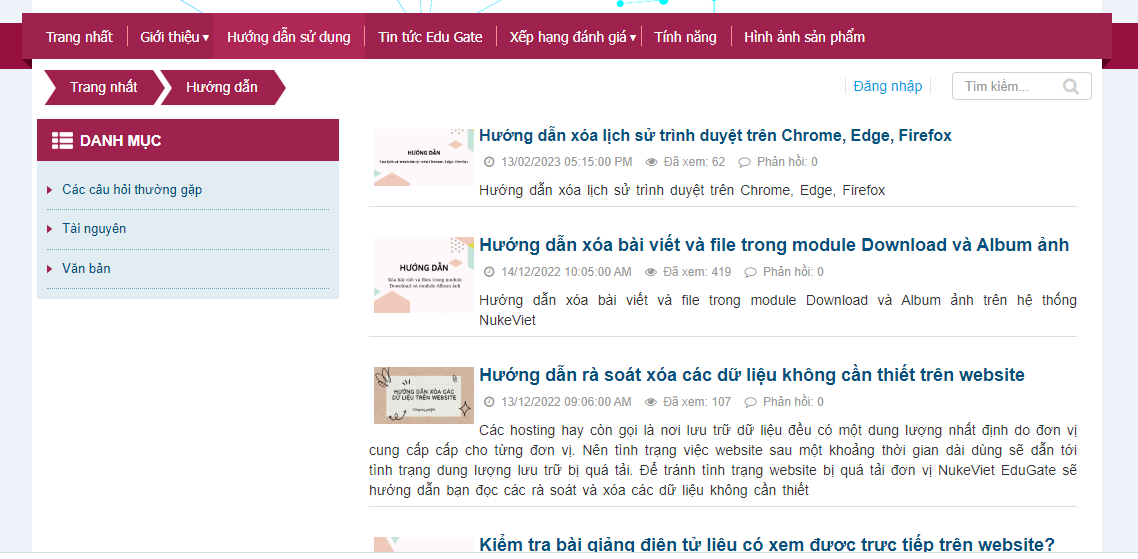 Trang nhất Giới thiệu Hướng dẫn sử dụng Tin tức Edu Gate Xếp hạng đánh giá Tính năng Hình ảnh sản phẩm
Trang nhất Hướng dẫn Đăng nhập Tìm kiếm...
DANH MỤC
Các câu hỏi thường gặp
Tài nguyên
Văn bản
HƯỚNG DẪN
Xóa lịch sử trình duyệt trên Chrome, Edge, Firefox.
Hướng dẫn xóa lịch sử trình duyệt trên Chrome, Edge, Firefox
13/02/2023 05:15:00 PM Đã xem: 62 Phản hồi: 0
Hướng dẫn xóa lịch sử trình duyệt trên Chrome, Edge, Firefox
HƯỚNG DẪN
Xóa bài viết và files trong module
Download và modulo Album ảnh
Hướng dẫn xóa bài viết và file trong module Download và Album ảnh
14/12/2022 10:05:00 AM Đã xem: 419 Phản hồi: 0
Hướng dẫn xóa bài viết và file trong module Download và Album ảnh trên hệ thống
NukeViet
HƯỚNG DẪN XÓA CÁC
DỮ LIỆU TRÊN WEBSITE
Hướng dẫn rà soát xóa các dữ liệu không cần thiết trên website
13/12/2022 09:06:00 AM Đã xem: 107 Phản hồi: 0
Các hosting hay còn gọi là nơi lưu trữ dữ liệu đều có một dung lượng nhất định do đơn vị
cung cấp cấp cho từng đơn vị. Nên tình trạng việc website sau một khoảng thời gian dài dùng sẽ dẫn tới
tình trạng dung lượng lưu trữ bị quá tải. Để tránh tình trạng website bị quá tải đơn vị NukeViet EduGate sẽ
hướng dẫn bạn đọc các rà soát và xóa các dữ liệu không cần thiết
Kiểm tra bài giảng điện tử liệu có xem được trực tiếp trên website?